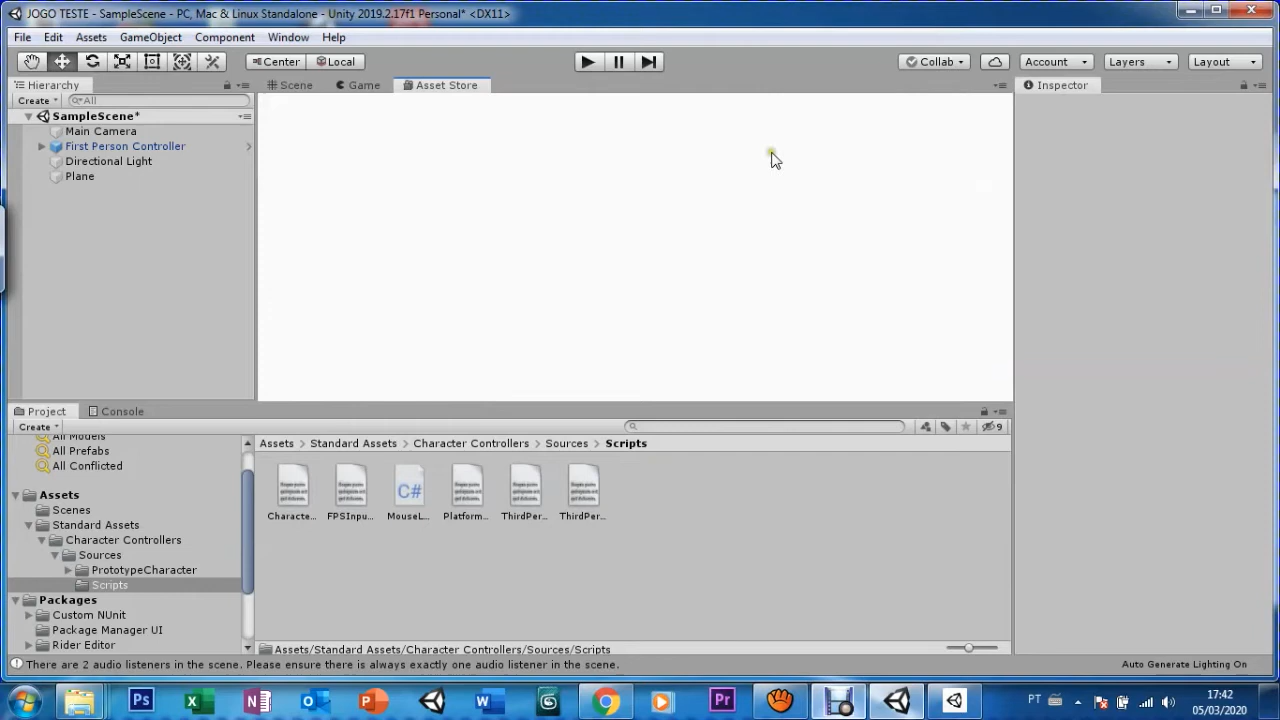 JOGO TESTE - SampleScene - PC, Mac & Linux Standalone - Unity 2019.2.17f1 Personal* <DX11>
File Edit Assets GameObject Component Window Help
Center Local Collab Account Layers Layout
Hierarchy Scene Game Asset Store Inspector
Create All
SampleScene*
Main Camera
First Person Controller
Directional Light
Plane
Project Console
Create 9
All Models
All Prefabs
All Conflicted
Assets
Scenes
Standard Assets
Character Controllers
Sources
PrototypeCharacter
Scripts
Packages
Custom NUnit
Package Manager UI
Rider Editor
Assets > Standard Assets > Character Controllers > Sources > Scripts
C#
Characte... FPSInpu... MouseL... Platform... ThirdPer... ThirdPer...
Assets/Standard Assets/Character Controllers/Sources/Scripts
There are 2 audio listeners in the scene. Please ensure there is always exactly one audio listener in the scene. Auto Generate Lighting On
Ps X N O P W Pr PT 17:42
05/03/2020